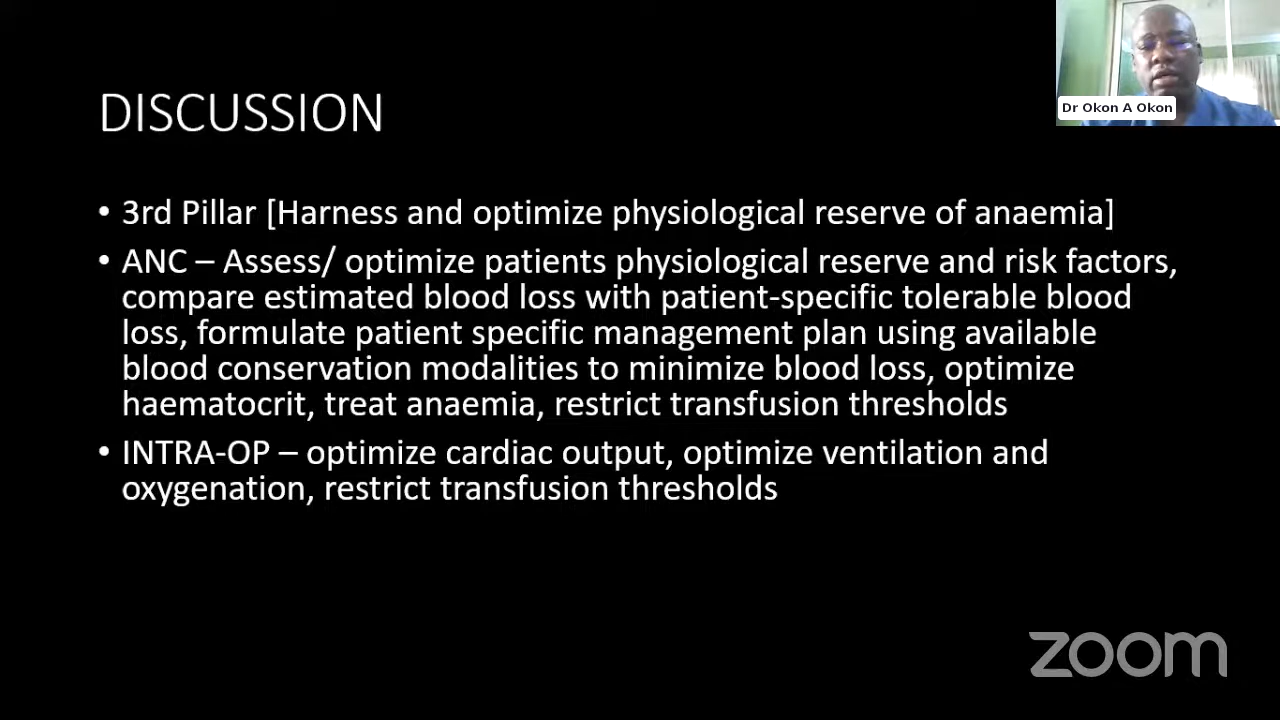 Dr Okon A Okon
DISCUSSION
• 3rd Pillar [Harness and optimize physiological reserve of anaemia]
• ANC – Assess/ optimize patients physiological reserve and risk factors,
compare estimated blood loss with patient-specific tolerable blood
loss, formulate patient specific management plan using available
blood conservation modalities to minimize blood loss, optimize
haematocrit, treat anaemia, restrict transfusion thresholds
• INTRA-OP – optimize cardiac output, optimize ventilation and
oxygenation, restrict transfusion thresholds
zoom